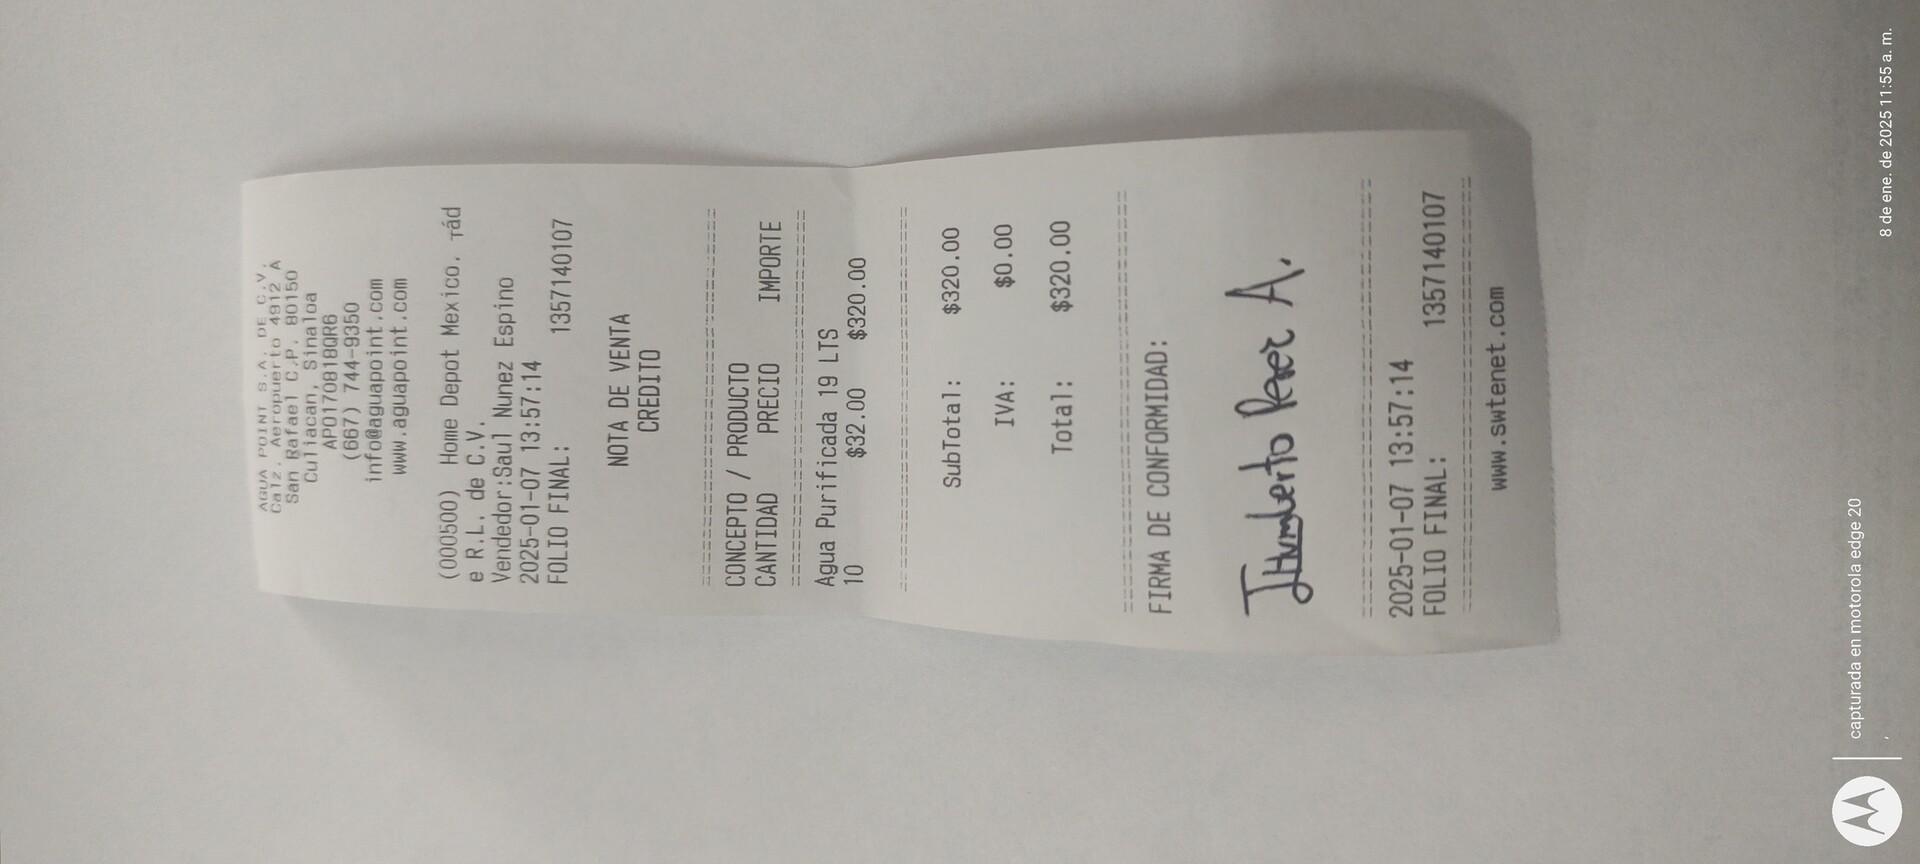 AGUA POINT S.A. DE C.V.
Calz. Aeropuerto 4912 A
San Rafael C.P. 80150
Culiacan, Sinaloa
APO170818QR6
(667) 744-9350
info@aguapoint.com
www.aguapoint.com
(000500) Home Depot Mexico. Tád
e R.L. de C.V.
Vendedor:Saul Nunez Espino
2025-01-07 13:57:14
FOLIO FINAL: 1357140107
NOTA DE VENTA
CREDITO
CONCEPTO / PRODUCTO
CANTIDAD PRECIO IMPORTE
Agua Purificada 19 LTS
10 $32.00 $320.00
SubTotal: $320.00
IVA: $0.00
Total: $320.00
FIRMA DE CONFORMIDAD:
Humberto Perez A.
2025-01-07 13:57:14
FOLIO FINAL: 1357140107
www.swtenet.com
capturada en motorola edge 20
8 de ene. de 2025 11:55 a. m.